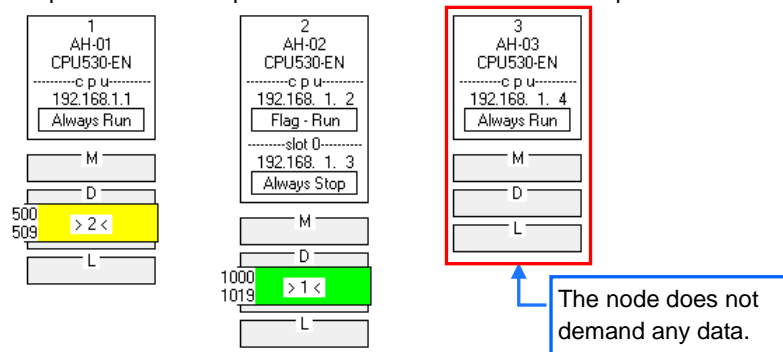 1
AH-01
CPU530-EN
--------c p u--------
192.168.1.1
Always Run
M
D
500
509
> 2 <
L
2
AH-02
CPU530-EN
--------c p u--------
192.168. 1. 2
Flag - Run
--------slot 0--------
192.168. 1. 3
Always Stop
M
D
1000
1019
> 1 <
L
3
AH-03
CPU530-EN
--------c p u--------
192.168. 1. 4
Always Run
M
D
L
The node does not
demand any data.